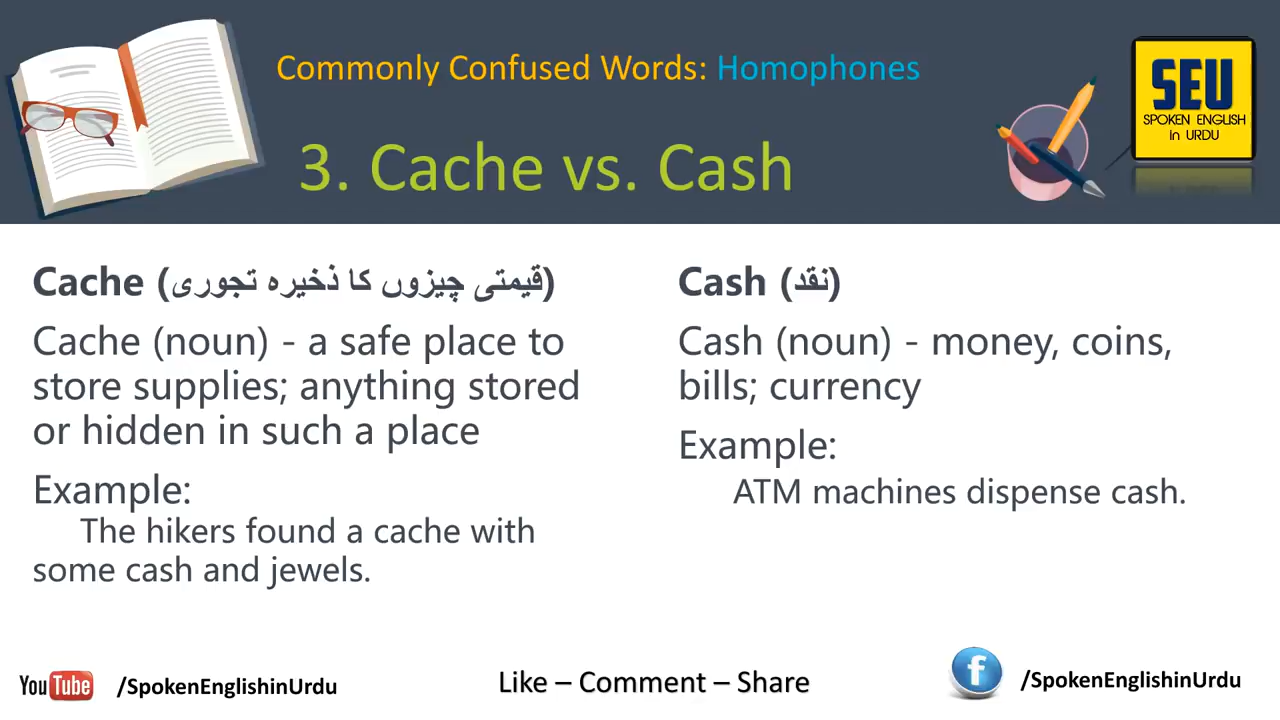 Commonly Confused Words: Homophones
3. Cache vs. Cash
SEU
SPOKEN ENGLISH
in URDU
Cache (قیمتی چیزوں کا ذخیرہ تجوری)
Cache (noun) - a safe place to
store supplies; anything stored
or hidden in such a place
Example:
The hikers found a cache with
some cash and jewels.
Cash (نقد)
Cash (noun) - money, coins,
bills; currency
Example:
ATM machines dispense cash.
YouTube /SpokenEnglishinUrdu
Like – Comment – Share
f /SpokenEnglishinUrdu